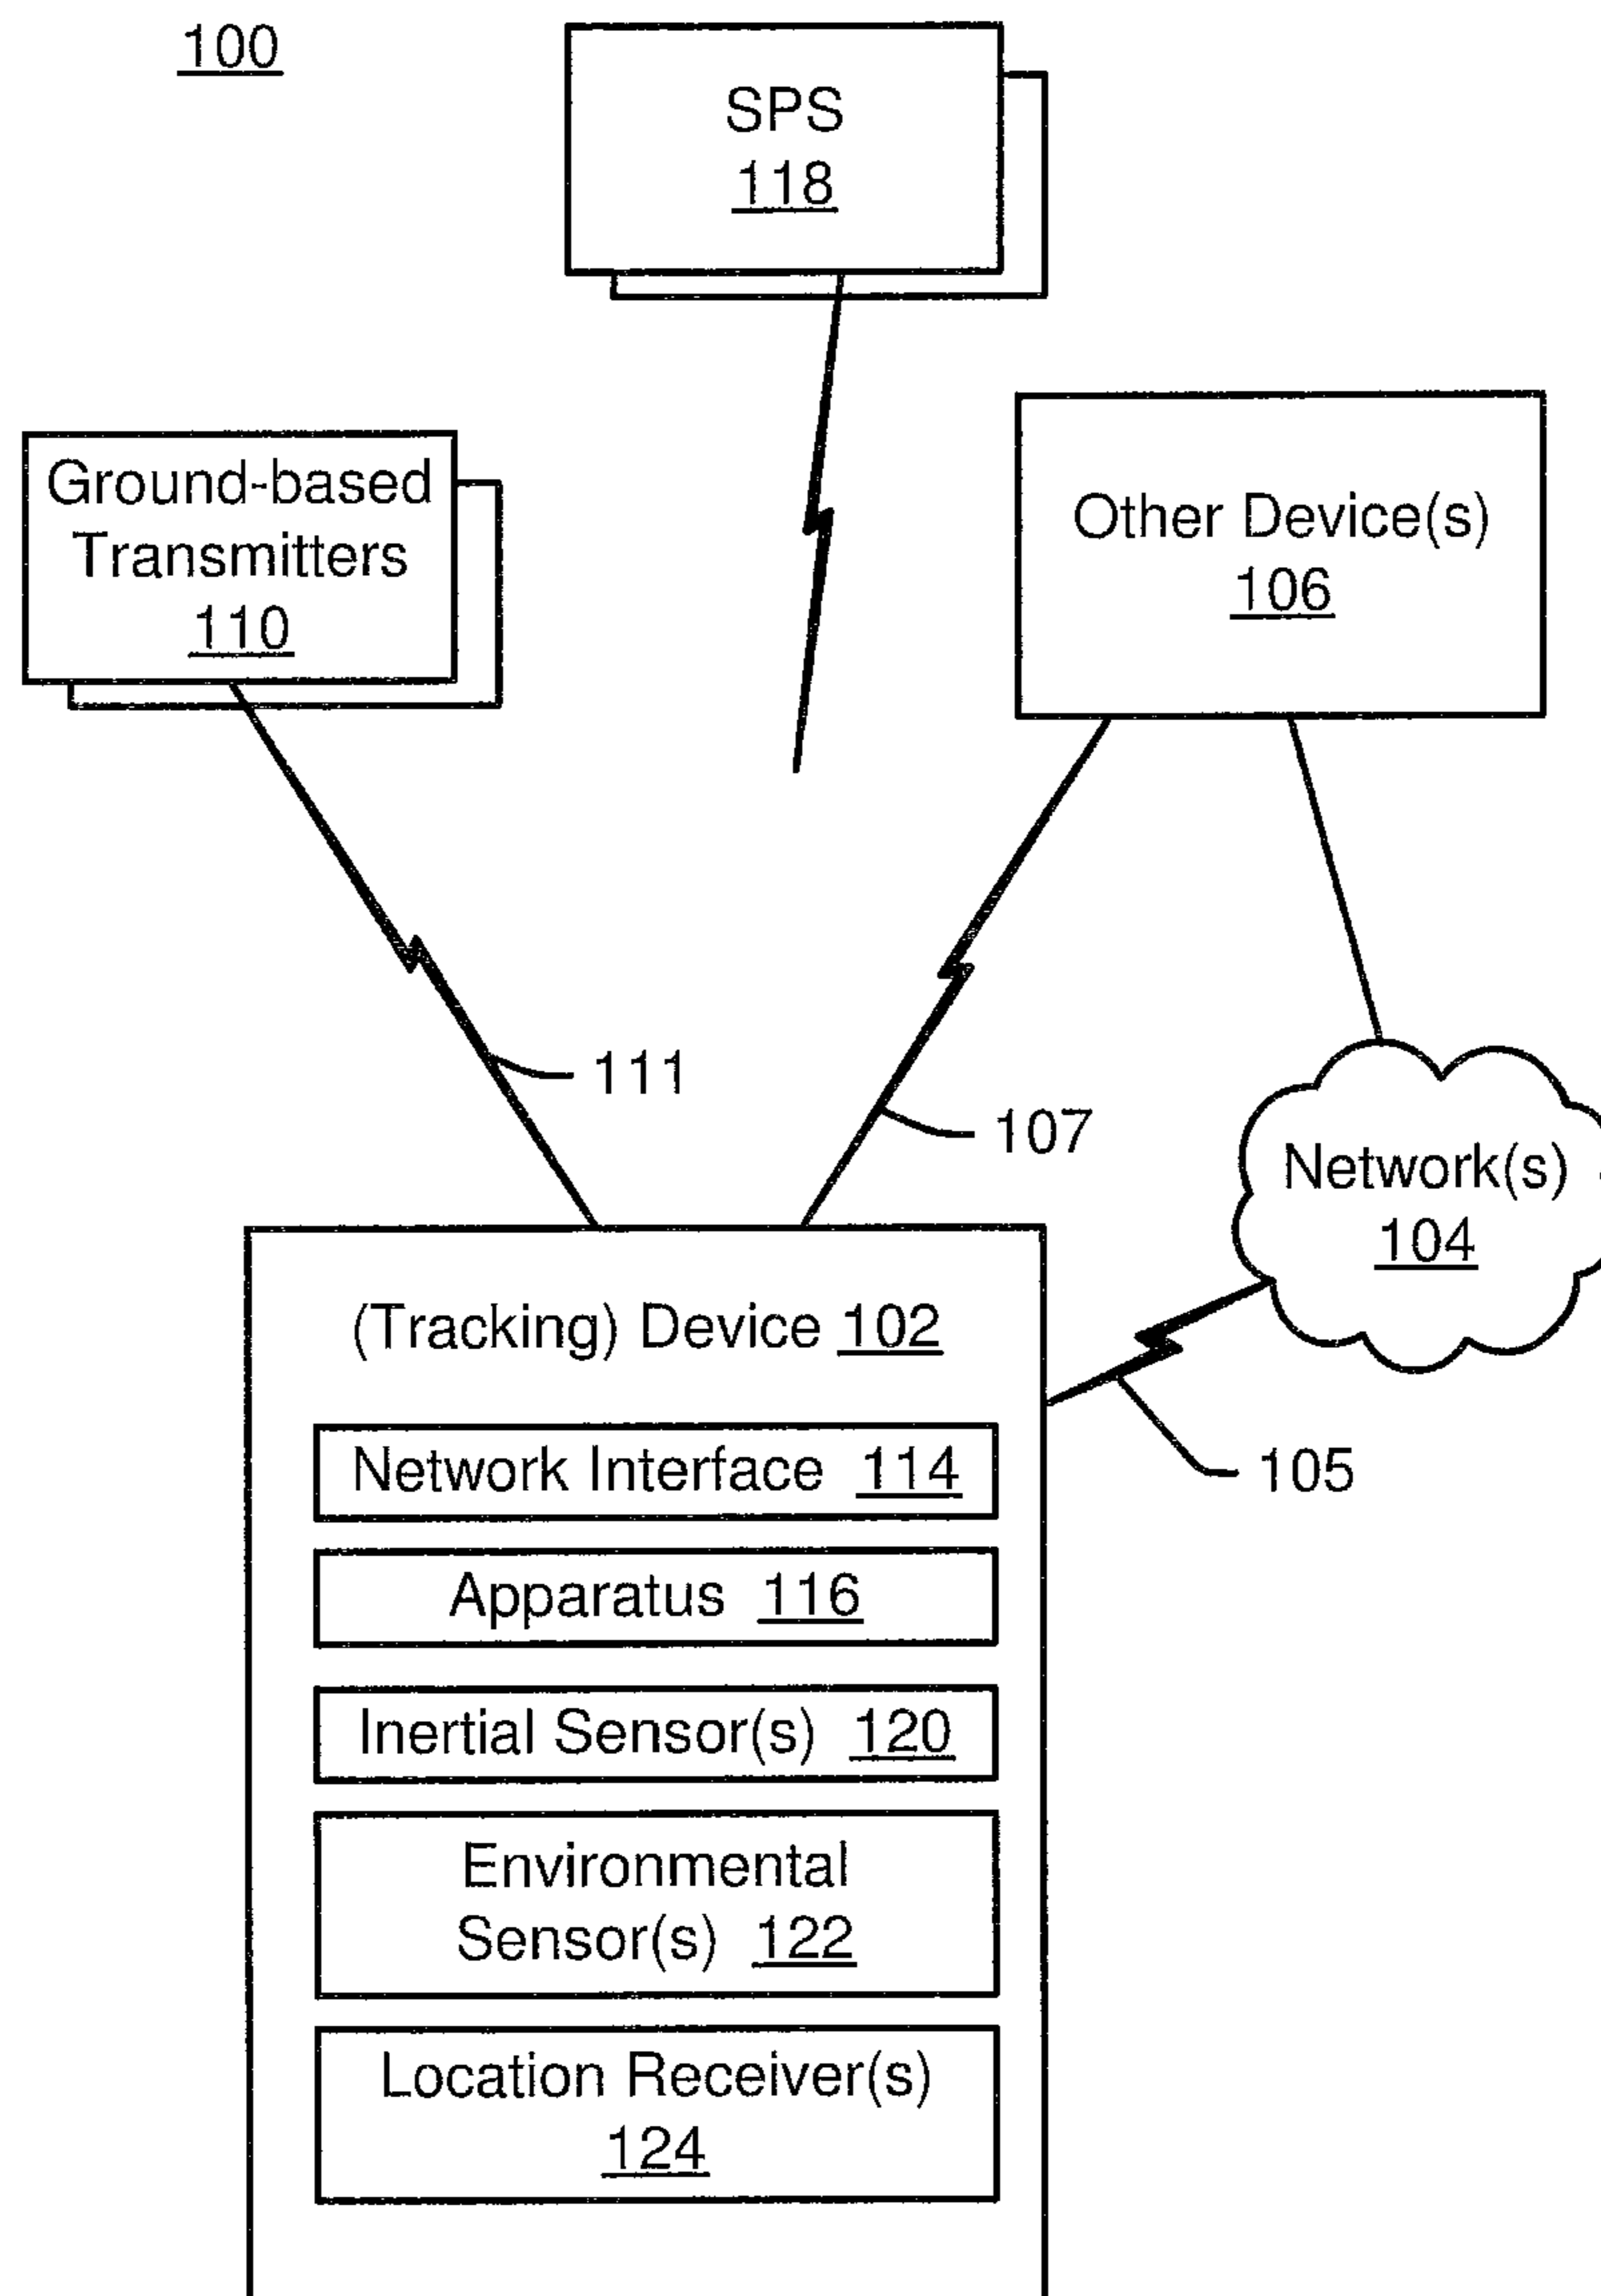 100
SPS
118
Ground-based
Transmitters
110
Other Device(s)
106
111
107
Network(s)
104
(Tracking) Device 102
105
Network Interface 114
Apparatus 116
Inertial Sensor(s) 120
Environmental
Sensor(s) 122
Location Receiver(s)
124